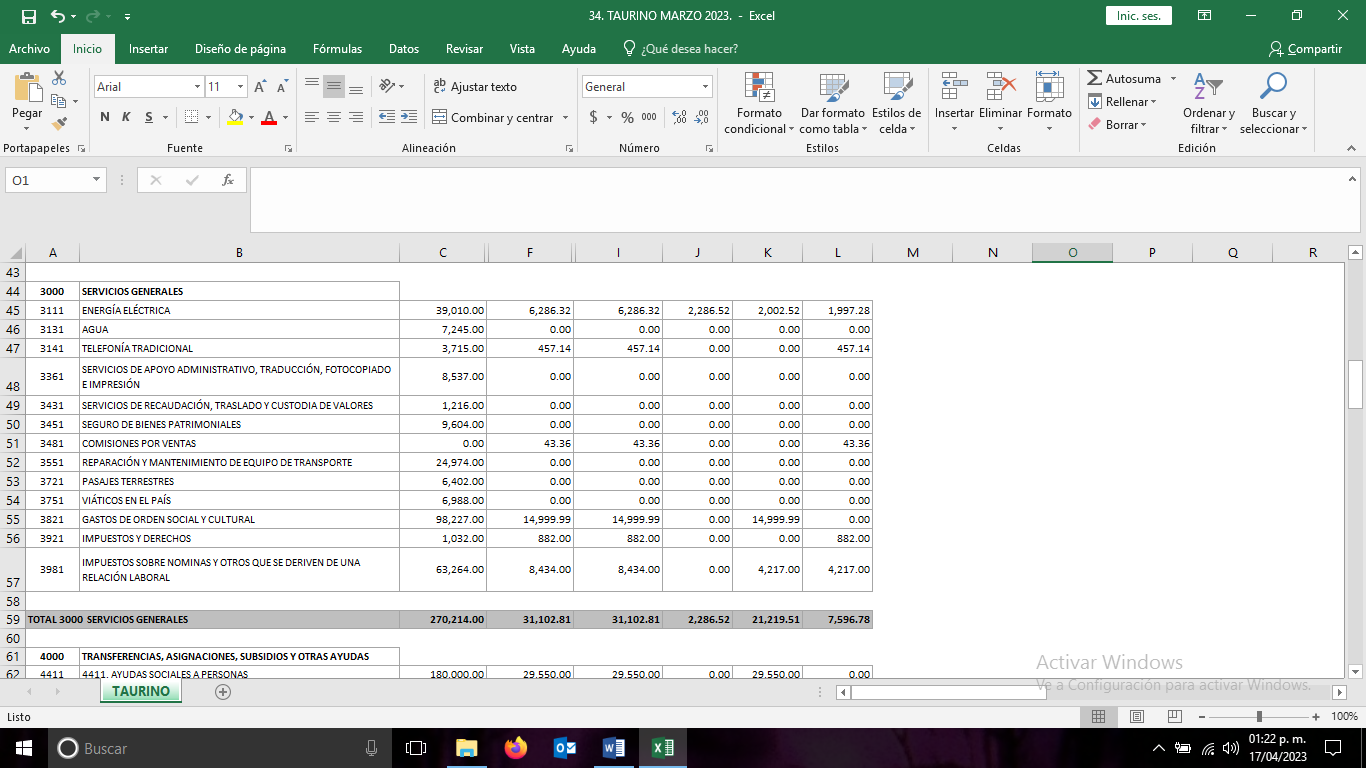 34. TAURINO MARZO 2023. - Excel
Inic. ses.
Archivo Inicio Insertar Diseño de página Fórmulas Datos Revisar Vista Ayuda ¿Qué desea hacer? Compartir
Arial 11 Ajustar texto General Autosuma
Pegar Formato condicional Dar formato como tabla Estilos de celda Insertar Eliminar Formato Rellenar Ordenar y filtrar Buscar y seleccionar
N K S Combinar y centrar $ % 000 Borrar
Portapapeles Fuente Alineación Número Estilos Celdas Edición
O1 fx
A B C F I J K L M N O P Q R
43
44 3000 SERVICIOS GENERALES
45 3111 ENERGÍA ELÉCTRICA 39,010.00 6,286.32 6,286.32 2,286.52 2,002.52 1,997.28
46 3131 AGUA 7,245.00 0.00 0.00 0.00 0.00 0.00
47 3141 TELEFONÍA TRADICIONAL 3,715.00 457.14 457.14 0.00 0.00 457.14
48 3361 SERVICIOS DE APOYO ADMINISTRATIVO, TRADUCCIÓN, FOTOCOPIADO
E IMPRESIÓN 8,537.00 0.00 0.00 0.00 0.00 0.00
49 3431 SERVICIOS DE RECAUDACIÓN, TRASLADO Y CUSTODIA DE VALORES 1,216.00 0.00 0.00 0.00 0.00 0.00
50 3451 SEGURO DE BIENES PATRIMONIALES 9,604.00 0.00 0.00 0.00 0.00 0.00
51 3481 COMISIONES POR VENTAS 0.00 43.36 43.36 0.00 0.00 43.36
52 3551 REPARACIÓN Y MANTENIMIENTO DE EQUIPO DE TRANSPORTE 24,974.00 0.00 0.00 0.00 0.00 0.00
53 3721 PASAJES TERRESTRES 6,402.00 0.00 0.00 0.00 0.00 0.00
54 3751 VIÁTICOS EN EL PAÍS 6,988.00 0.00 0.00 0.00 0.00 0.00
55 3821 GASTOS DE ORDEN SOCIAL Y CULTURAL 98,227.00 14,999.99 14,999.99 0.00 14,999.99 0.00
56 3921 IMPUESTOS Y DERECHOS 1,032.00 882.00 882.00 0.00 0.00 882.00
57 3981 IMPUESTOS SOBRE NOMINAS Y OTROS QUE SE DERIVEN DE UNA
RELACIÓN LABORAL 63,264.00 8,434.00 8,434.00 0.00 4,217.00 4,217.00
58
59 TOTAL 3000 SERVICIOS GENERALES 270,214.00 31,102.81 31,102.81 2,286.52 21,219.51 7,596.78
60
61 4000 TRANSFERENCIAS, ASIGNACIONES, SUBSIDIOS Y OTRAS AYUDAS
62 4411 4411. AYUDAS SOCIALES A PERSONAS 180,000.00 29,550.00 29,550.00 0.00 29,550.00 0.00
Activar Windows
Ve a Configuración para activar Windows.
TAURINO
Listo 100%
Buscar
01:22 p. m.
17/04/2023